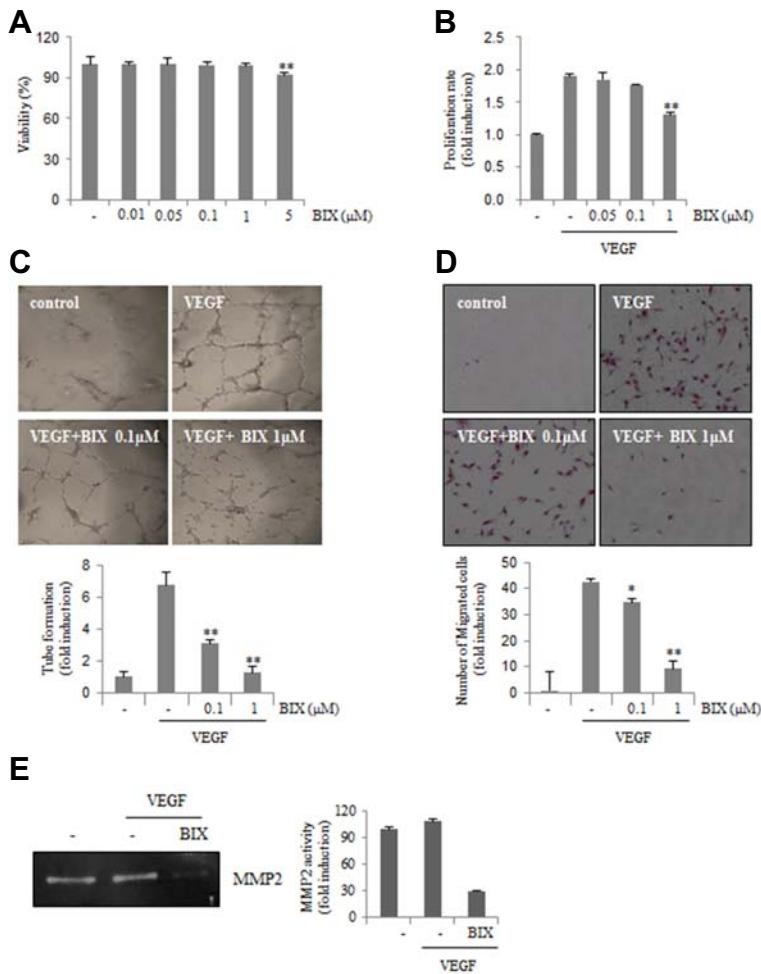 A
120
90
60
30
0
Viability (%)
- 0.01 0.05 0.1 1 5 BIX (µM)
**
B
2.5
2.0
1.5
1.0
0.5
0.0
Proliferation rate
(fold induction)
**
- - 0.05 0.1 1 BIX (µM)
VEGF
C
control
VEGF
VEGF+BIX 0.1µM
VEGF+ BIX 1µM
8
6
4
2
0
Tube formation
(fold induction)
**
**
- - 0.1 1 BIX (µM)
VEGF
D
control
VEGF
VEGF+BIX 0.1µM
VEGF+ BIX 1µM
50
40
30
20
10
0
Number of Migrated cells
(fold induction)
*
**
- - 0.1 1 BIX (µM)
VEGF
E
VEGF
- - BIX
MMP2
120
90
60
30
0
MMP2 activity
(fold induction)
- - BIX
VEGF